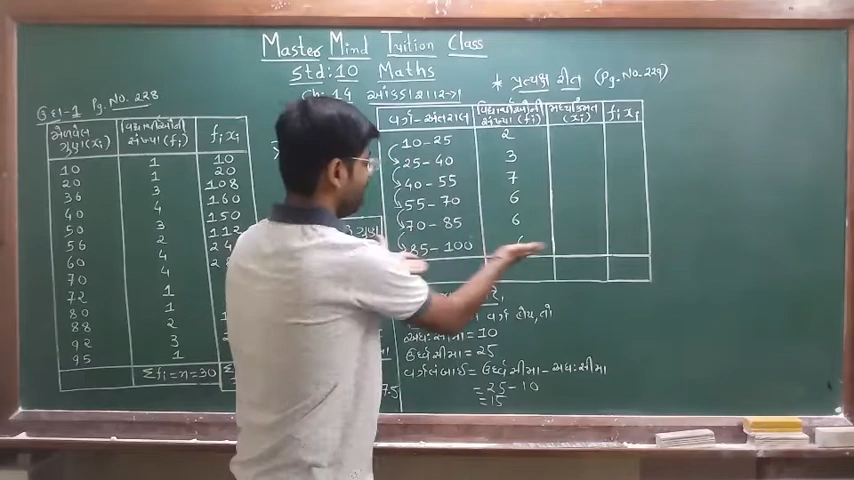 Master Mind Tuition Class
Std: 10 Maths
Ch: 14 આંકડાશાસ્ત્ર
* પ્રત્યક્ષ રીત (Pg. No. 229)
ઉદા-1 Pg. No. 228
મેળવેલ ગુણ (xi) વિદ્યાર્થીઓની સંખ્યા (fi) fixi
10 1 10
20 1 20
36 3 108
40 4 160
50 3 150
56 2 112
60 4
70 4
72 1
80 1
88 2
92 3
95 1
Σfi=n=30
વર્ગ-અંતરાલ વિદ્યાર્થીઓની સંખ્યા (fi) મધ્યકિંમત (xi) fixi
10-25 2
25-40 3
40-55 7
55-70 6
70-85 6
85-100
વર્ગ હોય, તો
અધ:સીમા = 10
ઉર્ધ્વસીમા = 25
વર્ગલંબાઈ = ઉર્ધ્વસીમા - અધ:સીમા
= 25-10
= 15